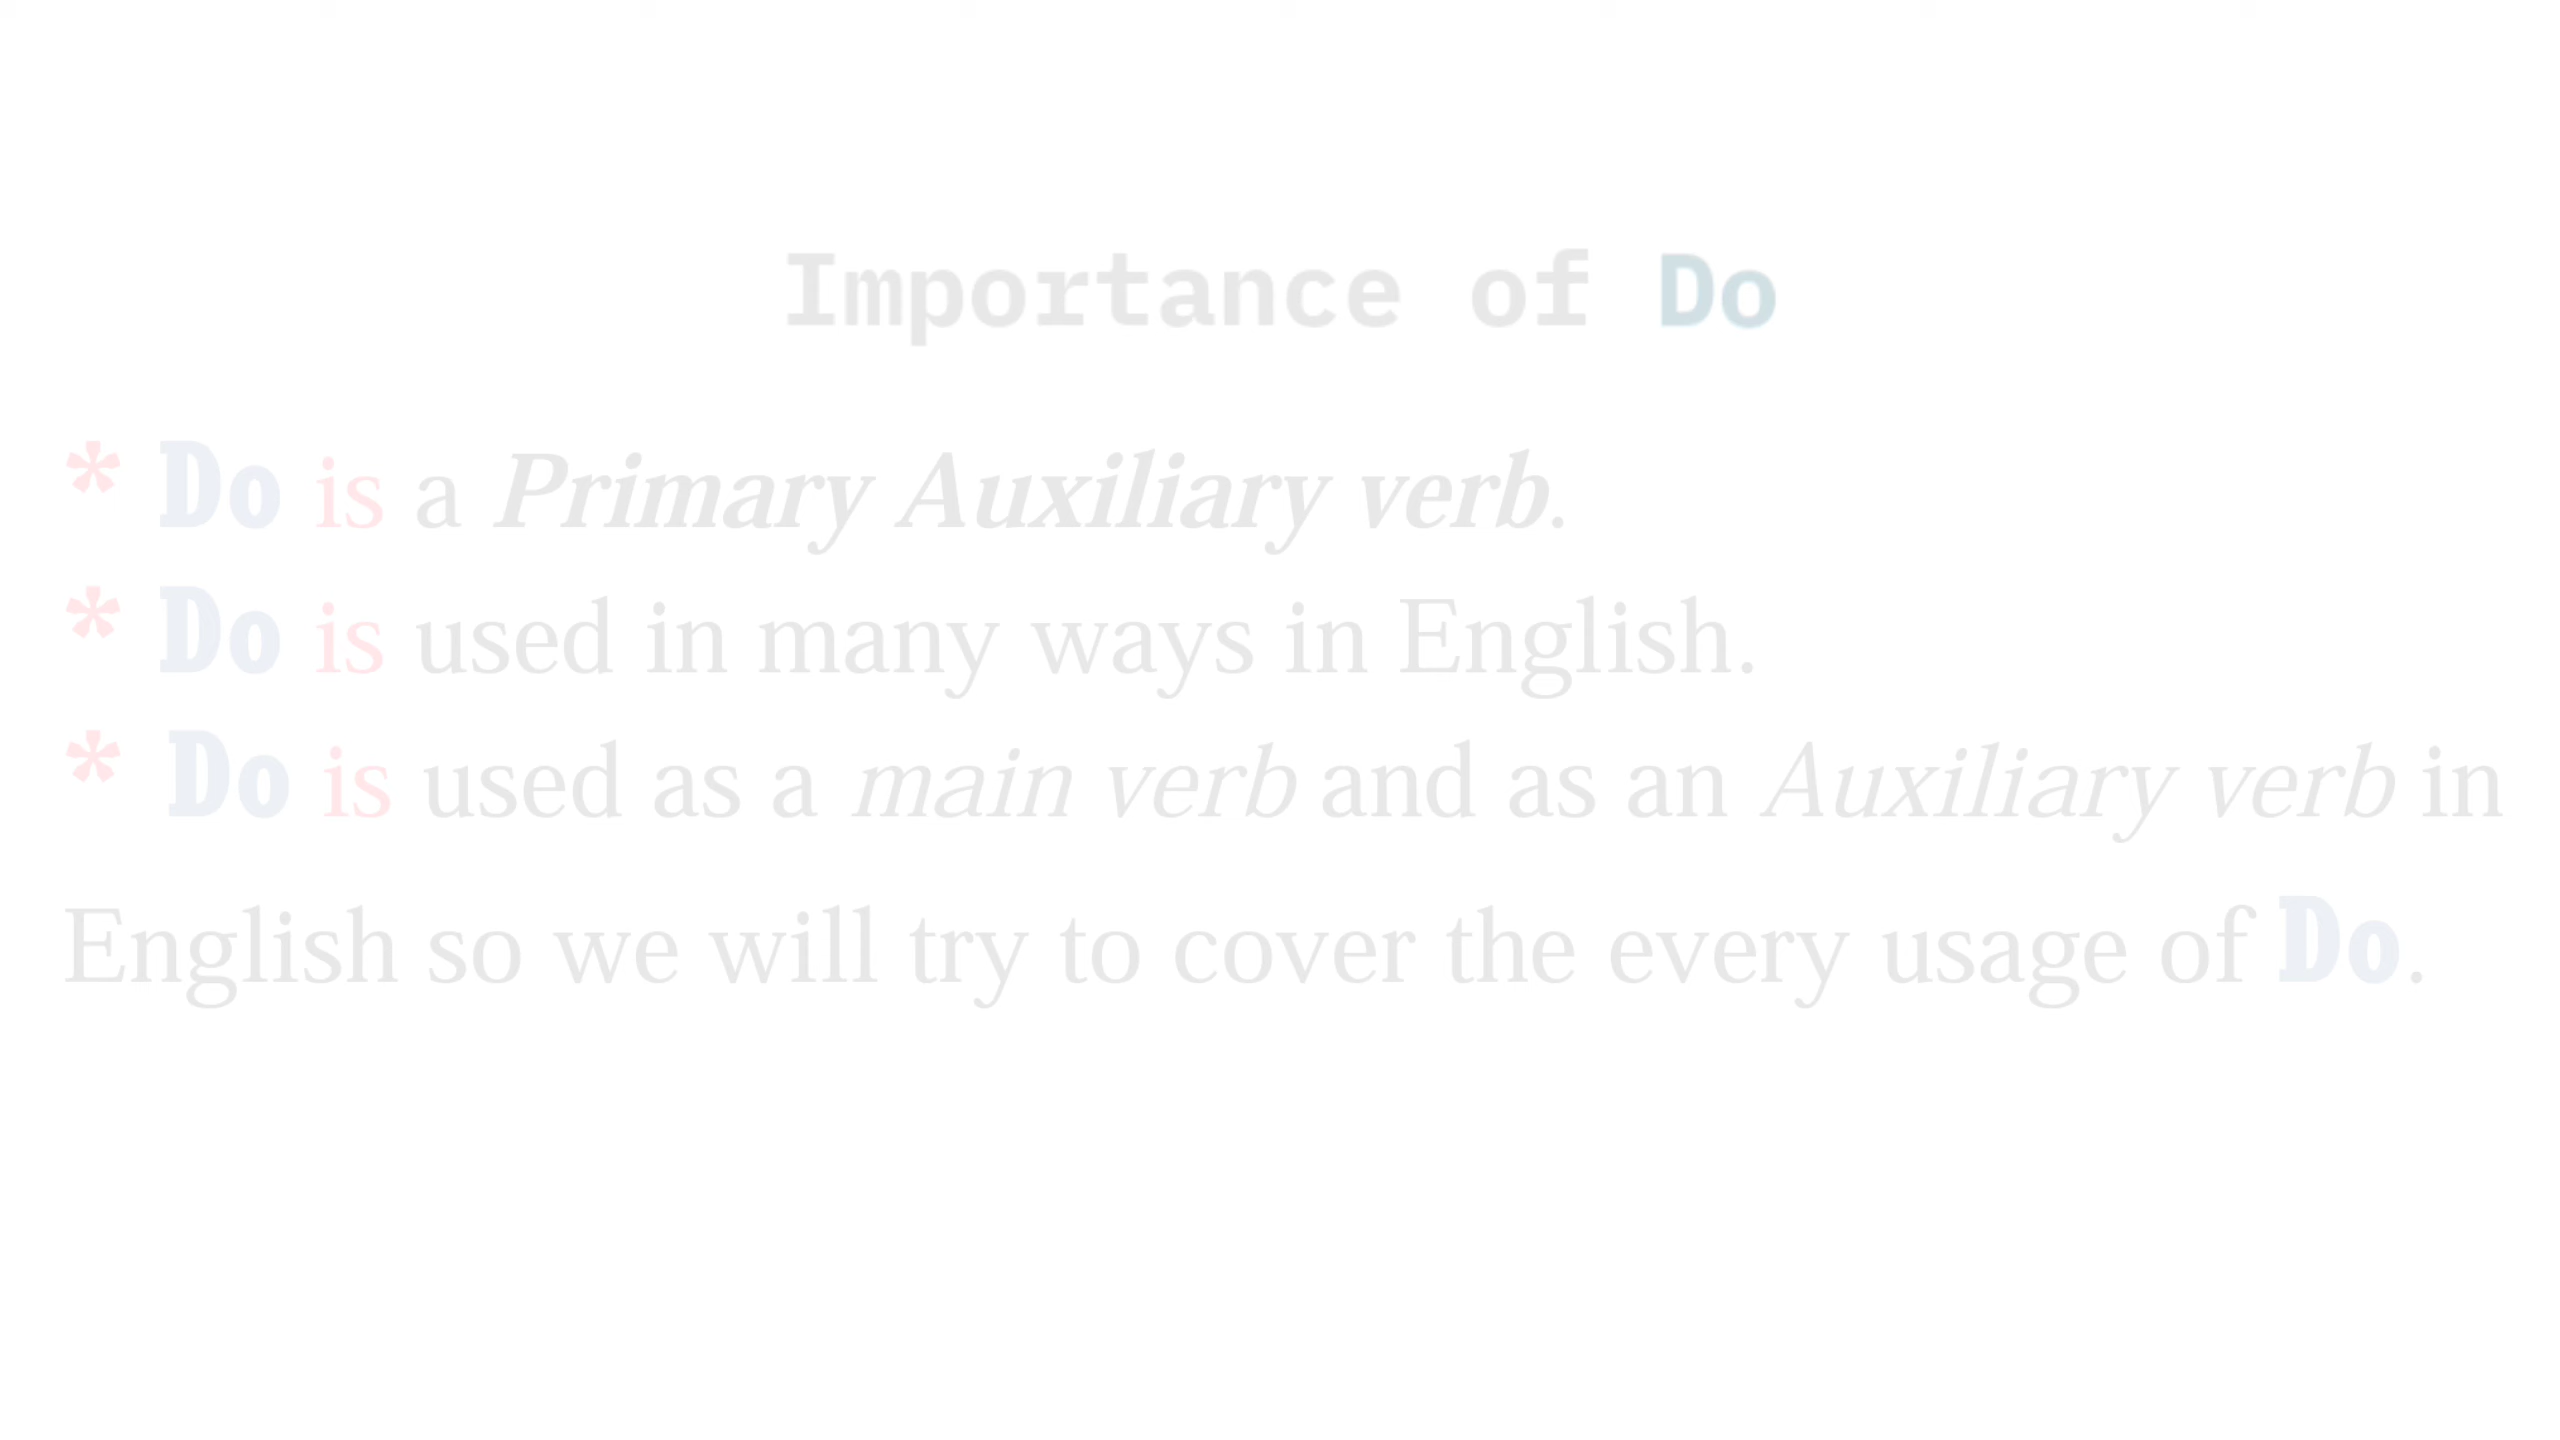 Importance of Do
* Do is a Primary Auxiliary verb.
* Do is used in many ways in English.
* Do is used as a main verb and as an Auxiliary verb in
English so we will try to cover the every usage of Do.